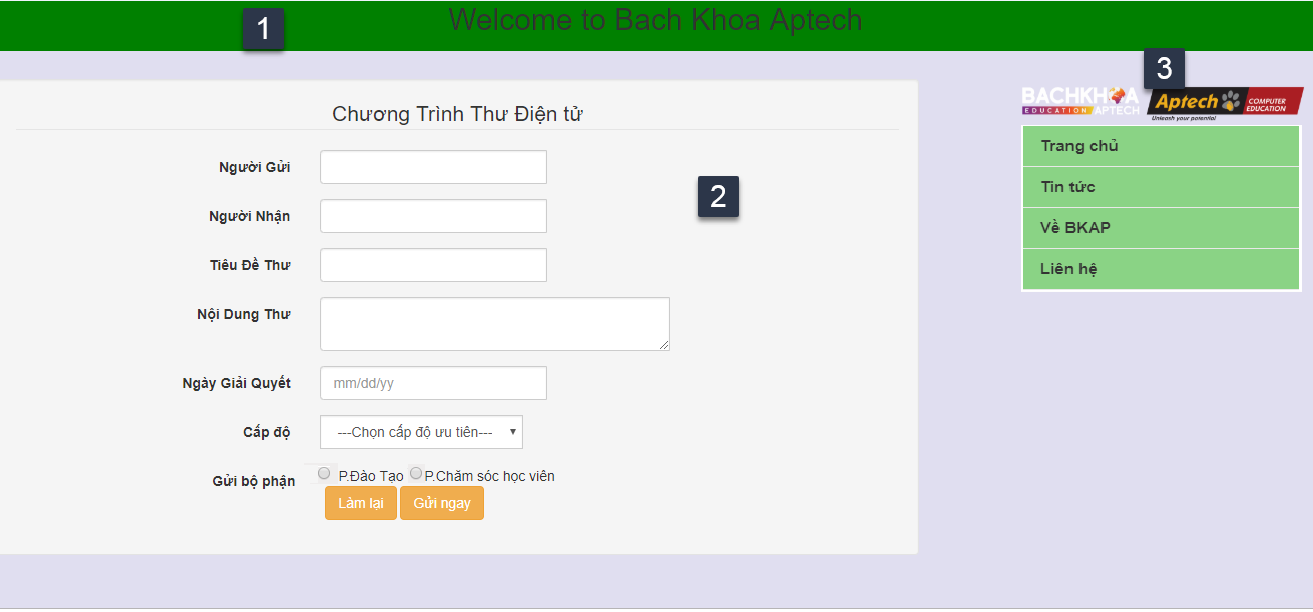 1
Welcome to Bach Khoa Aptech
3
BACHKHOA
EDUCATION APTECH
Aptech COMPUTER EDUCATION
Unleash your potential
Chương Trình Thư Điện tử
2
Người Gửi
Người Nhận
Tiêu Đề Thư
Nội Dung Thư
Ngày Giải Quyết mm/dd/yy
Cấp độ ---Chọn cấp độ ưu tiên---
Gửi bộ phận P.Đào Tạo P.Chăm sóc học viên
Làm lại Gửi ngay
Trang chủ
Tin tức
Về BKAP
Liên hệ